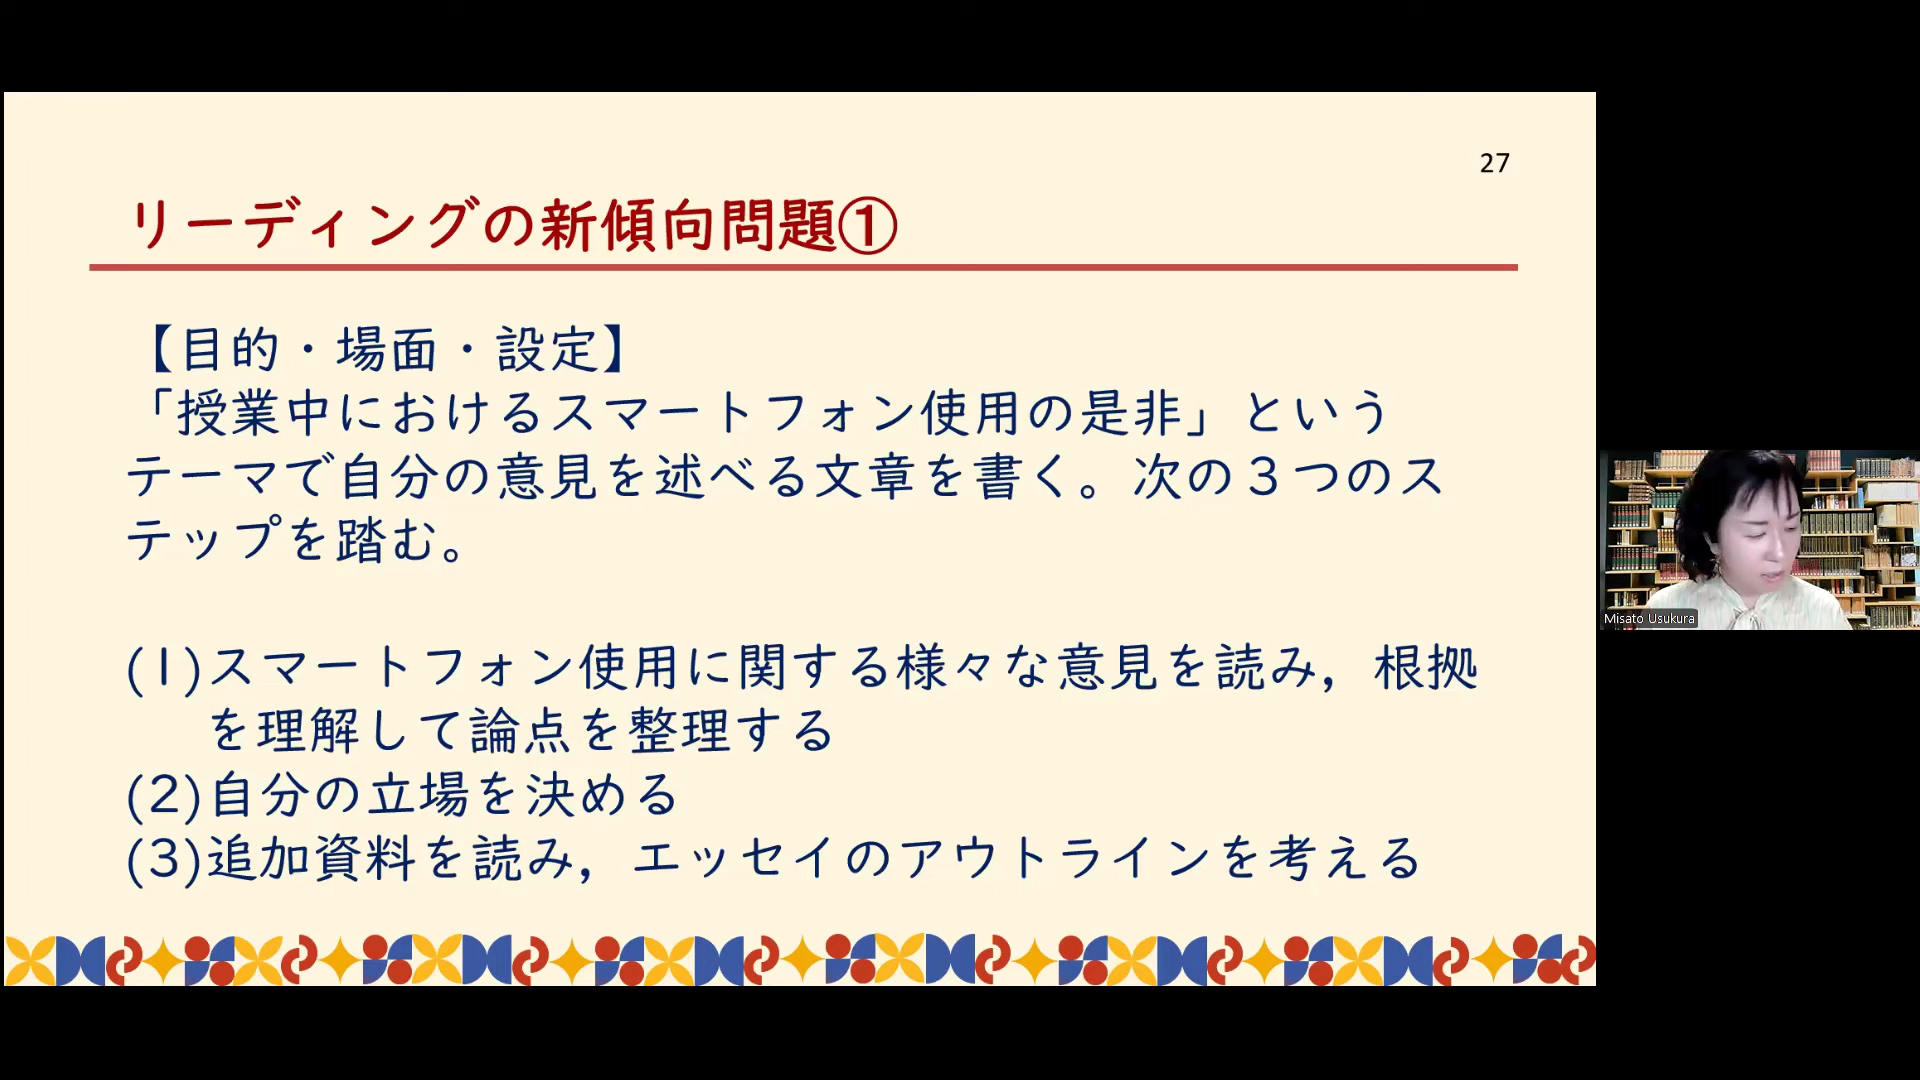 27
リーディングの新傾向問題①
【目的・場面・設定】
「授業中におけるスマートフォン使用の是非」という
テーマで自分の意見を述べる文章を書く。次の3つのス
テップを踏む。
(1)スマートフォン使用に関する様々な意見を読み，根拠
を理解して論点を整理する
(2)自分の立場を決める
(3)追加資料を読み，エッセイのアウトラインを考える
Misato Usukura